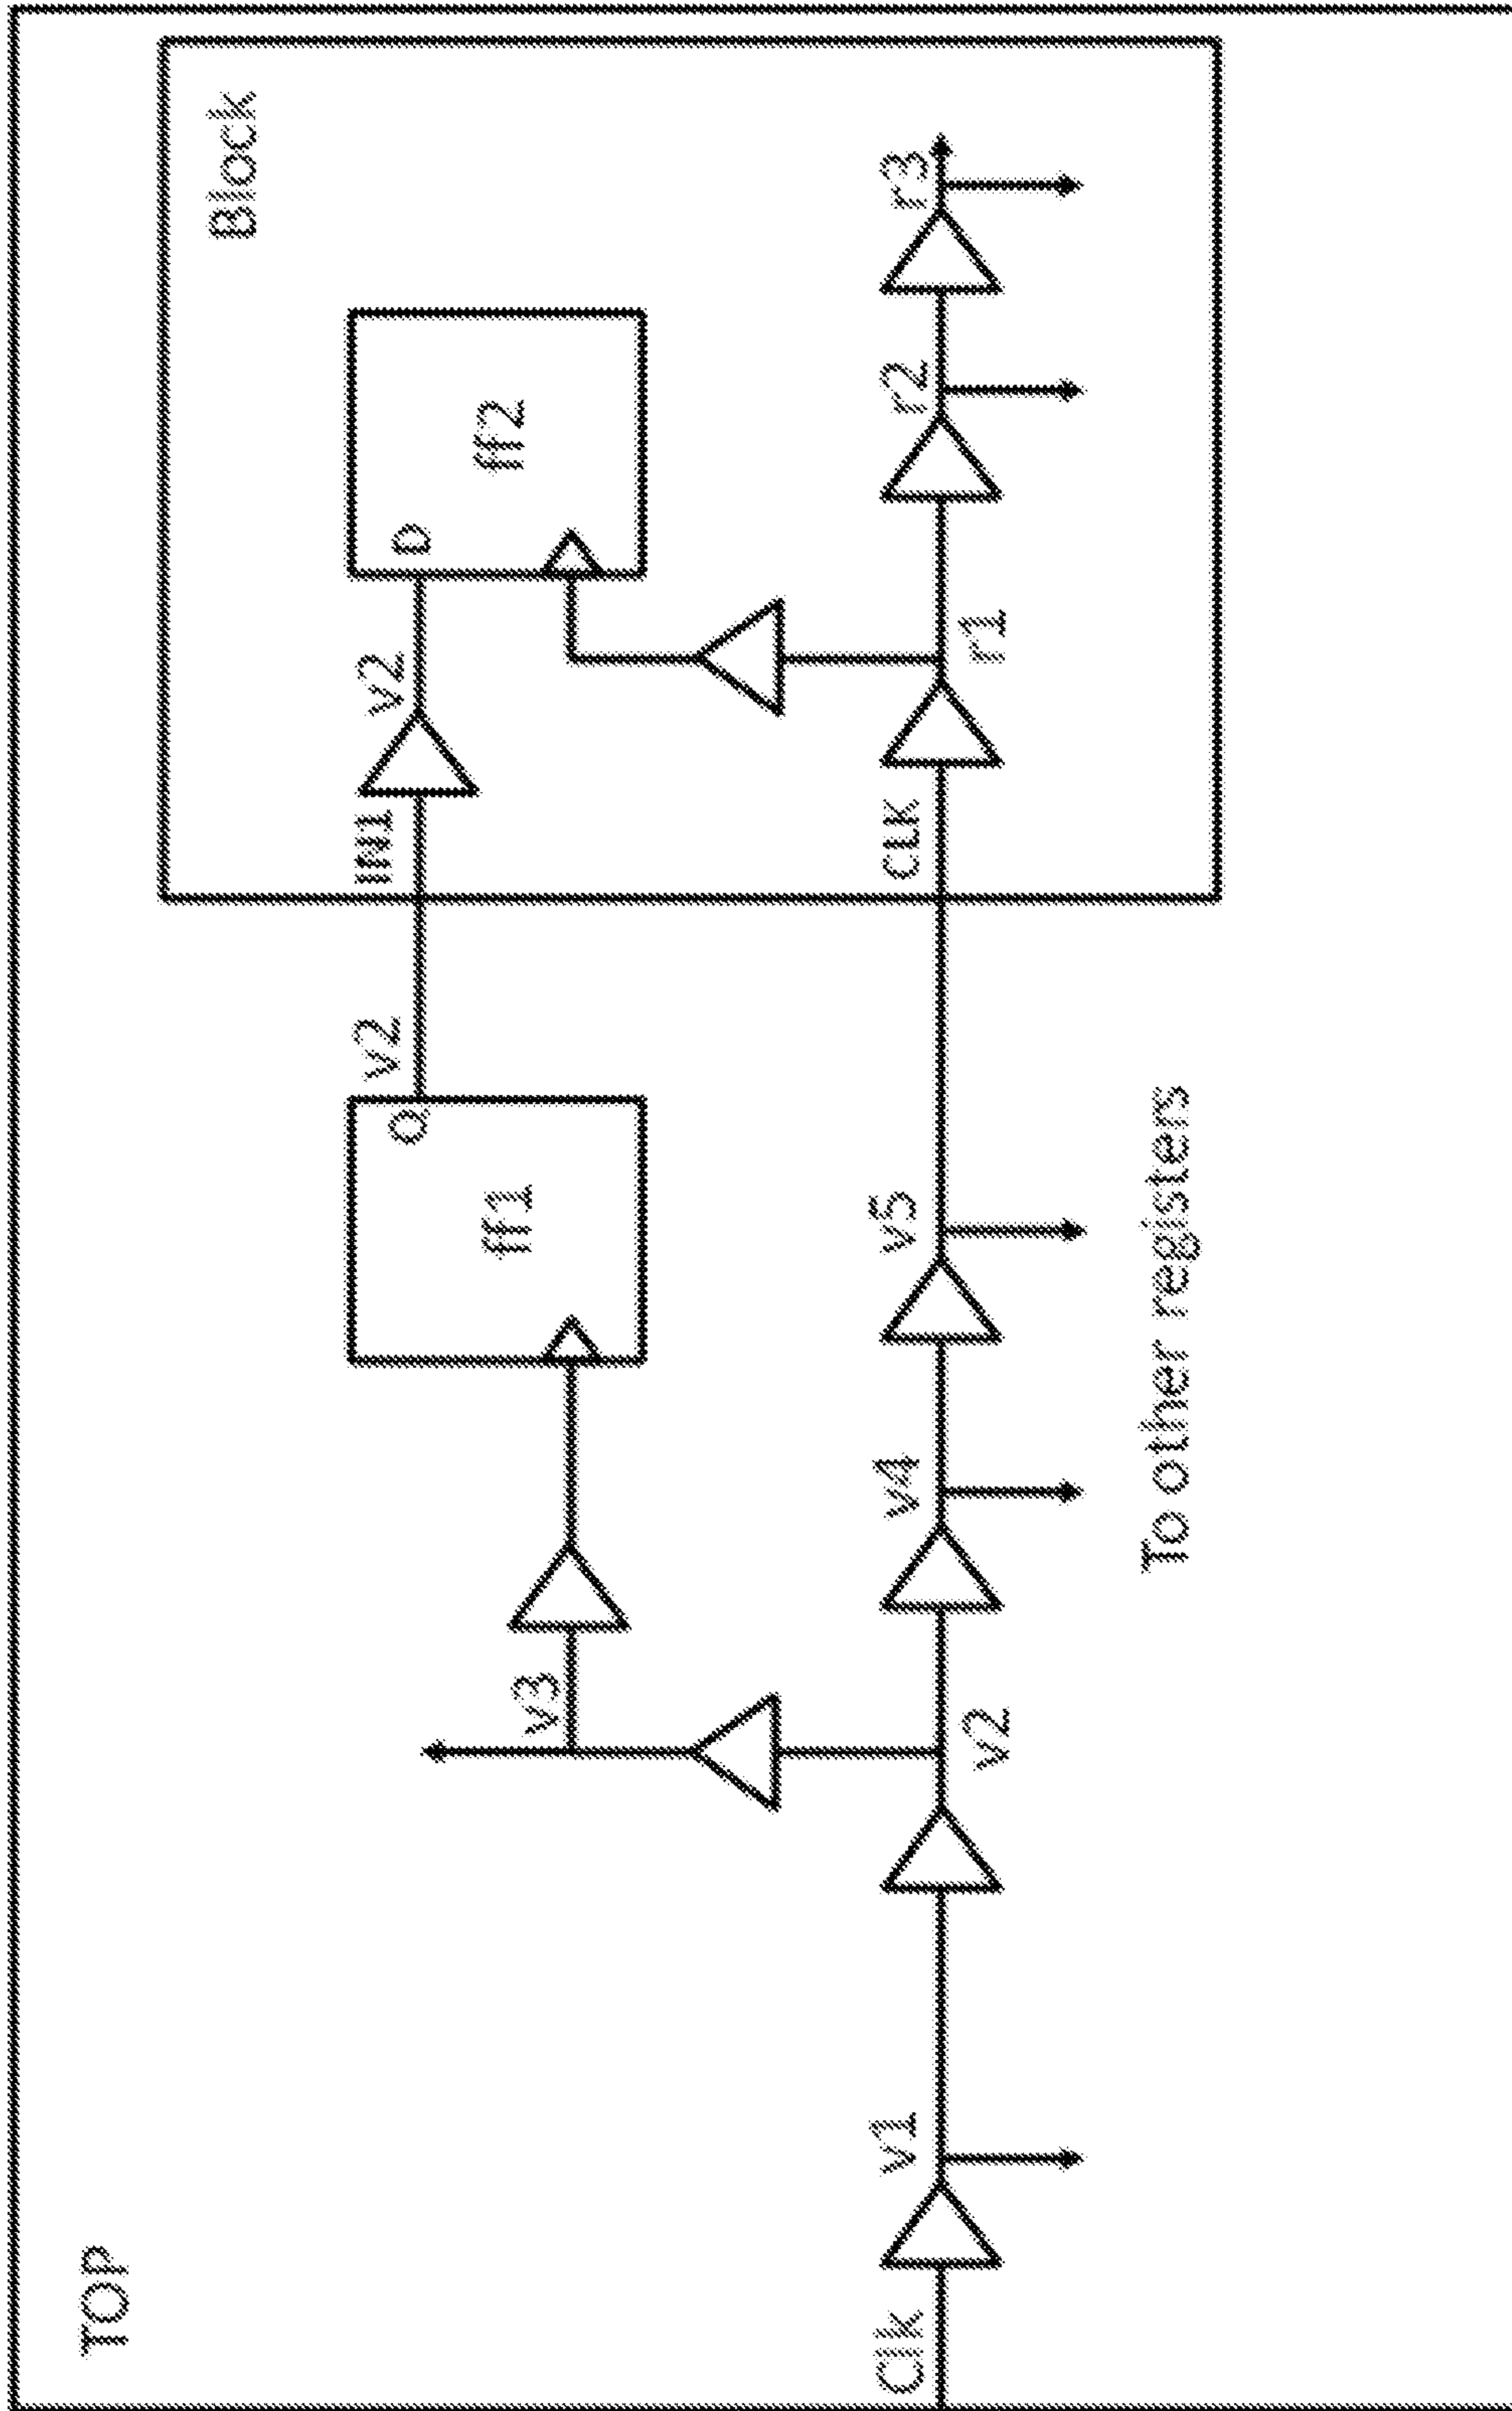 TOP
Block
v2
IN1
v2
Q
D
ff1
ff2
v3
Clk
v1
v2
v4
v5
CLK
r1
r2
r3
To other registers